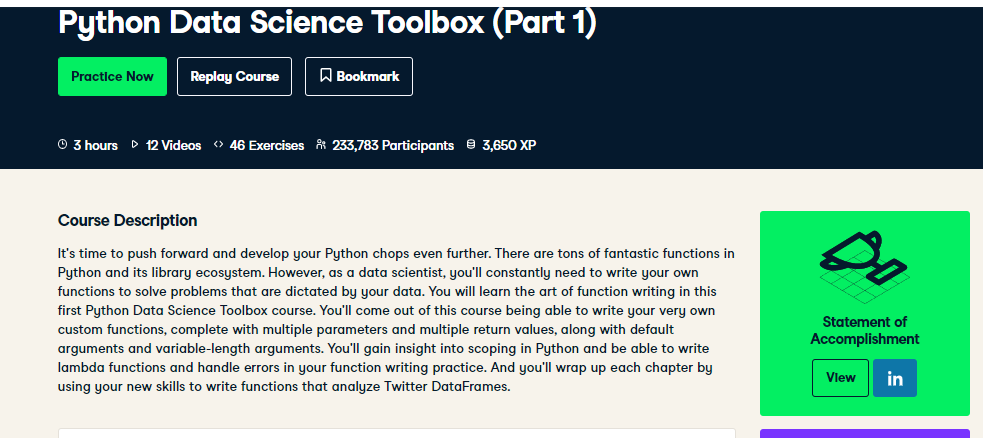 Python Data Science Toolbox (Part 1)
Practice Now
Replay Course
Bookmark
3 hours
12 Videos
46 Exercises
233,783 Participants
3,650 XP
Course Description
It's time to push forward and develop your Python chops even further. There are tons of fantastic functions in
Python and its library ecosystem. However, as a data scientist, you'll constantly need to write your own
functions to solve problems that are dictated by your data. You will learn the art of function writing in this
first Python Data Science Toolbox course. You'll come out of this course being able to write your very own
custom functions, complete with multiple parameters and multiple return values, along with default
arguments and variable-length arguments. You'll gain insight into scoping in Python and be able to write
lambda functions and handle errors in your function writing practice. And you'll wrap up each chapter by
using your new skills to write functions that analyze Twitter DataFrames.
Statement of
Accomplishment
View
in